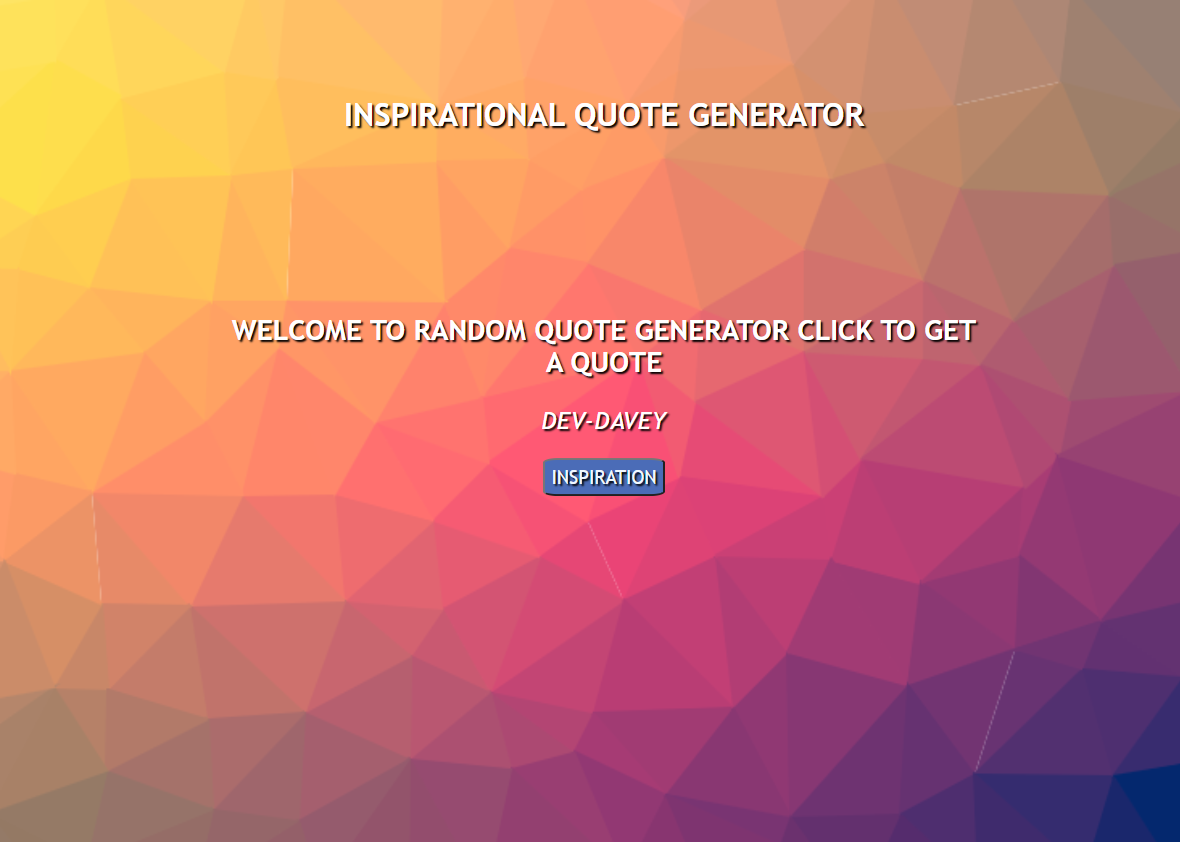 INSPIRATIONAL QUOTE GENERATOR
WELCOME TO RANDOM QUOTE GENERATOR CLICK TO GET
A QUOTE
DEV-DAVEY
INSPIRATION